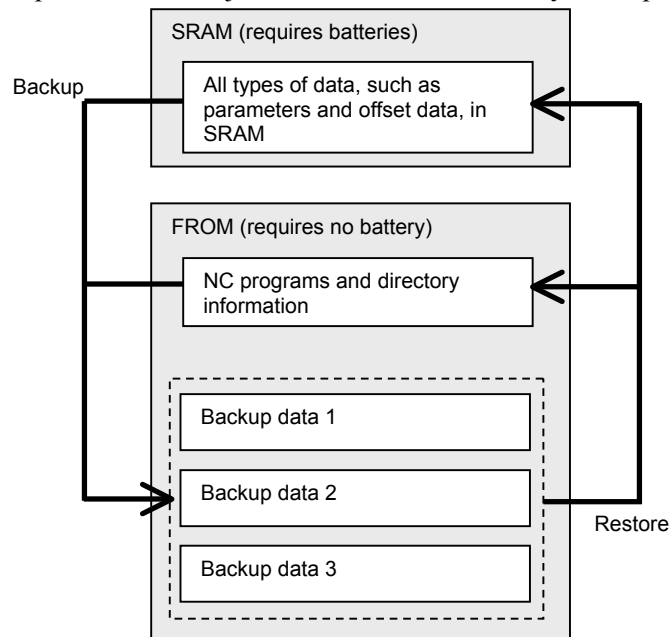 SRAM (requires batteries)
Backup
All types of data, such as
parameters and offset data, in
SRAM
FROM (requires no battery)
NC programs and directory
information
Backup data 1
Backup data 2
Restore
Backup data 3